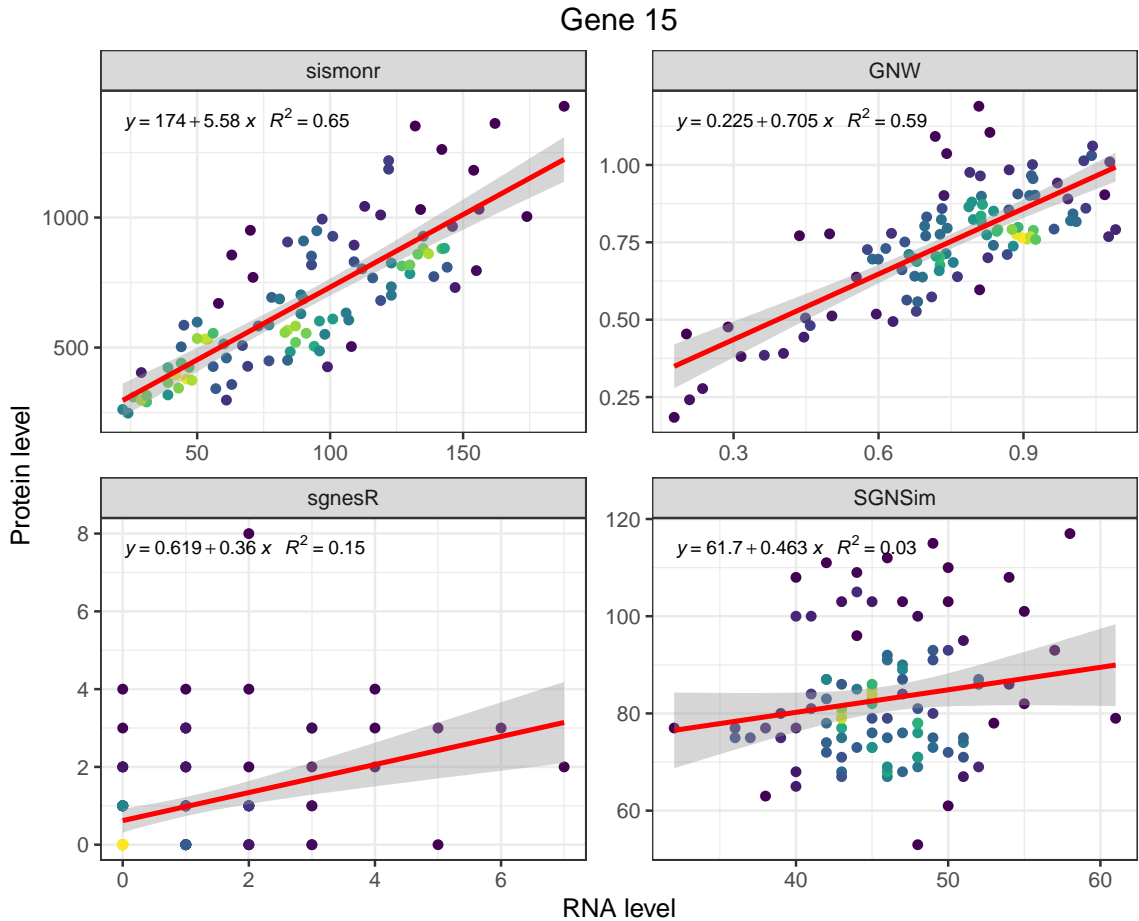 Gene 15
sismonr
GNW
y = 174 + 5.58 x R² = 0.65
y = 0.225 + 0.705 x R² = 0.59
1000
500
50 100 150
1.00
0.75
0.50
0.25
0.3 0.6 0.9
sgnesR
SGNSim
y = 0.619 + 0.36 x R² = 0.15
y = 61.7 + 0.463 x R² = 0.03
8
6
4
2
0
0 2 4 6
120
100
80
60
40 50 60
Protein level
RNA level